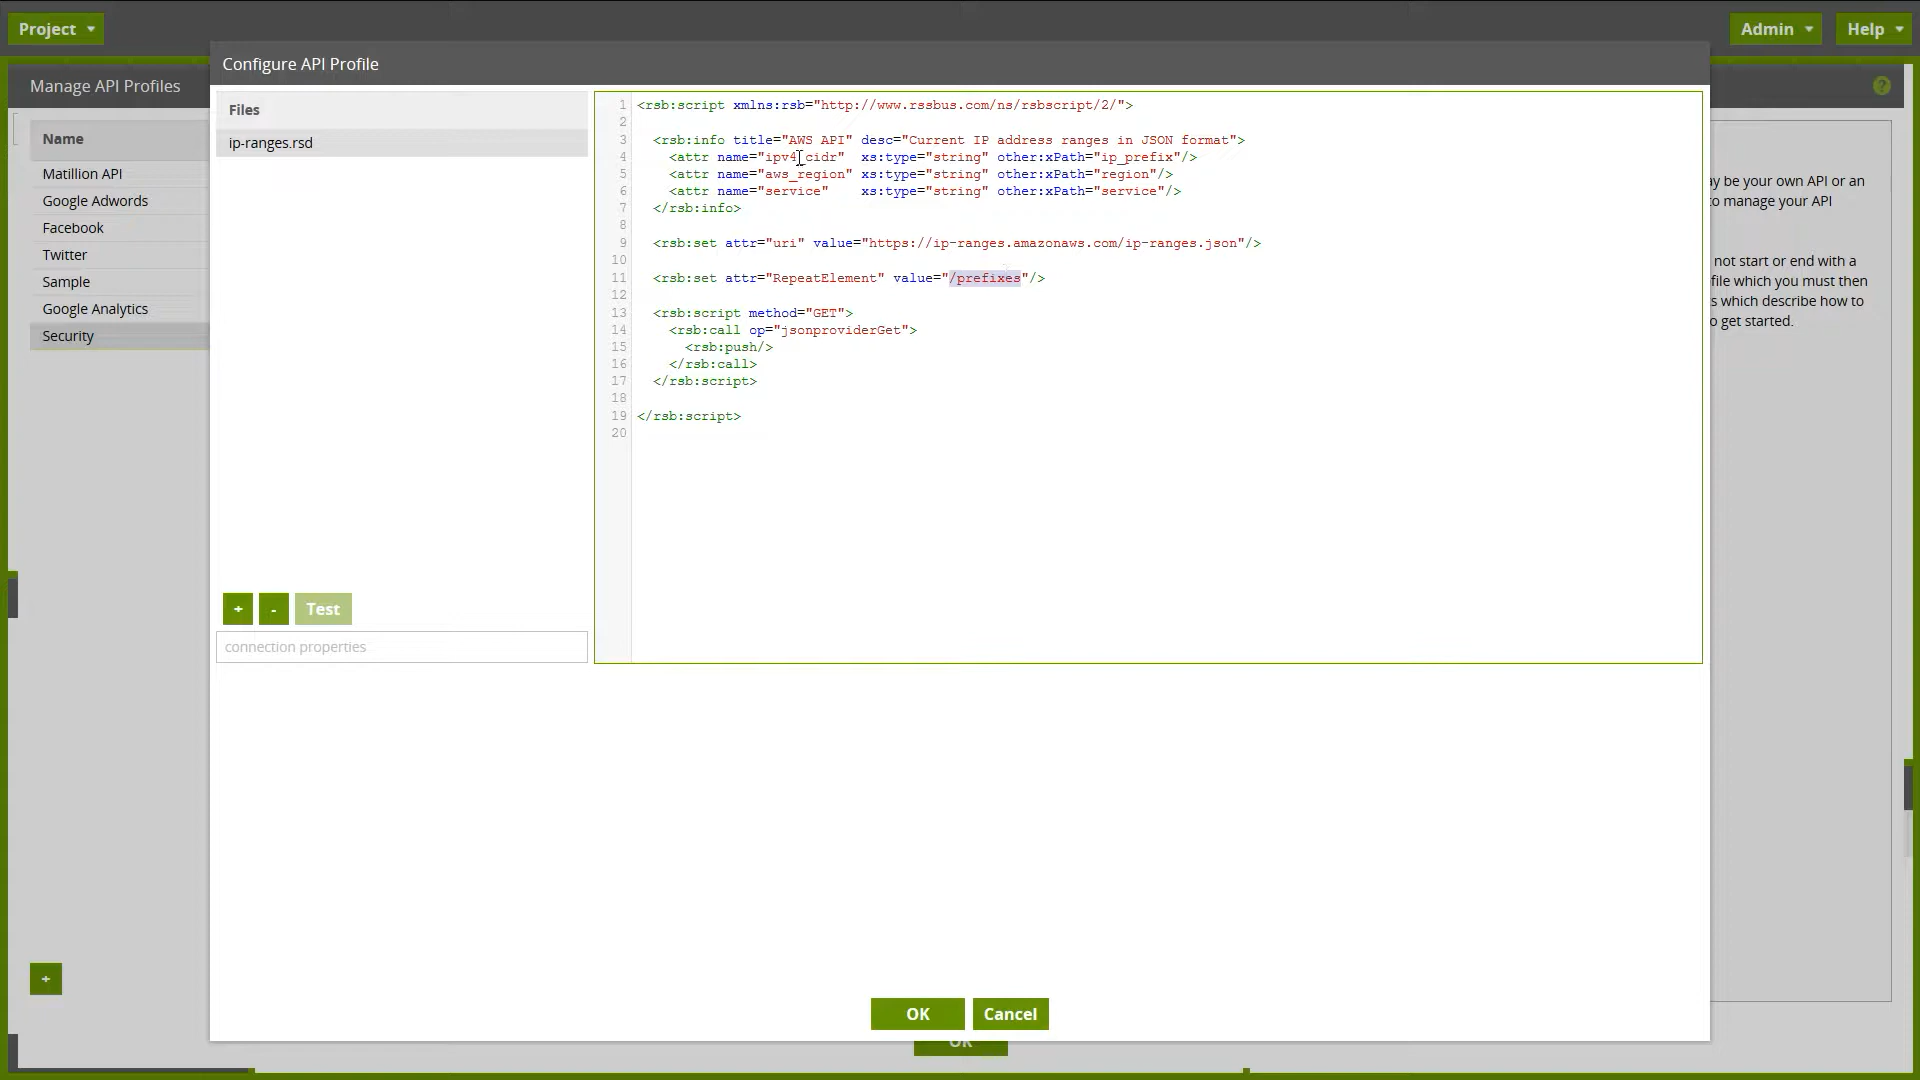 Project
Admin
Help
Manage API Profiles
?
Configure API Profile
Name
Matillion API
Google Adwords
Facebook
Twitter
Sample
Google Analytics
Security
+
Files
ip-ranges.rsd
+ - Test
connection properties
1 <rsb:script xmlns:rsb="http://www.rssbus.com/ns/rsbscript/2/">
2
3 <rsb:info title="AWS API" desc="Current IP address ranges in JSON format">
4 <attr name="ipv4_cidr" xs:type="string" other:xPath="ip_prefix"/>
5 <attr name="aws_region" xs:type="string" other:xPath="region"/>
6 <attr name="service" xs:type="string" other:xPath="service"/>
7 </rsb:info>
8
9 <rsb:set attr="uri" value="https://ip-ranges.amazonaws.com/ip-ranges.json"/>
10
11 <rsb:set attr="RepeatElement" value="/prefixes"/>
12
13 <rsb:script method="GET">
14 <rsb:call op="jsonproviderGet">
15 <rsb:push/>
16 </rsb:call>
17 </rsb:script>
18
19 </rsb:script>
20
ay be your own API or an
to manage your API
not start or end with a
file which you must then
s which describe how to
o get started.
OK Cancel
OK